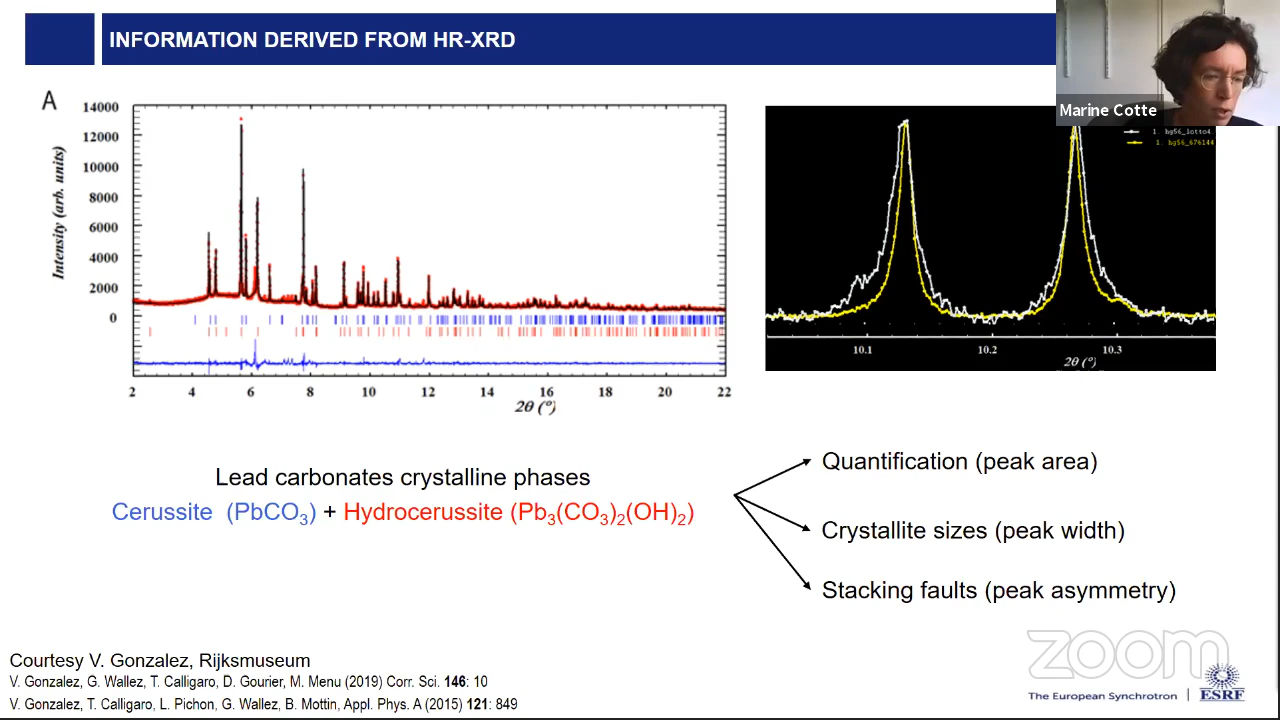 INFORMATION DERIVED FROM HR-XRD
Marine Cotte
A
14000
12000
10000
8000
6000
4000
2000
0
Intensity (arb. units)
2 4 6 8 10 12 14 16 18 20 22
2θ (°)
1. hg56_lotto4
1. hg56_676144
10.1 10.2 10.3
2θ (°)
Lead carbonates crystalline phases
Cerussite (PbCO3) + Hydrocerussite (Pb3(CO3)2(OH)2)
Quantification (peak area)
Crystallite sizes (peak width)
Stacking faults (peak asymmetry)
Courtesy V. Gonzalez, Rijksmuseum
V. Gonzalez, G. Wallez, T. Calligaro, D. Gourier, M. Menu (2019) Corr. Sci. 146: 10
V. Gonzalez, T. Calligaro, L. Pichon, G. Wallez, B. Mottin, Appl. Phys. A (2015) 121: 849
zoom
The European Synchrotron | ESRF